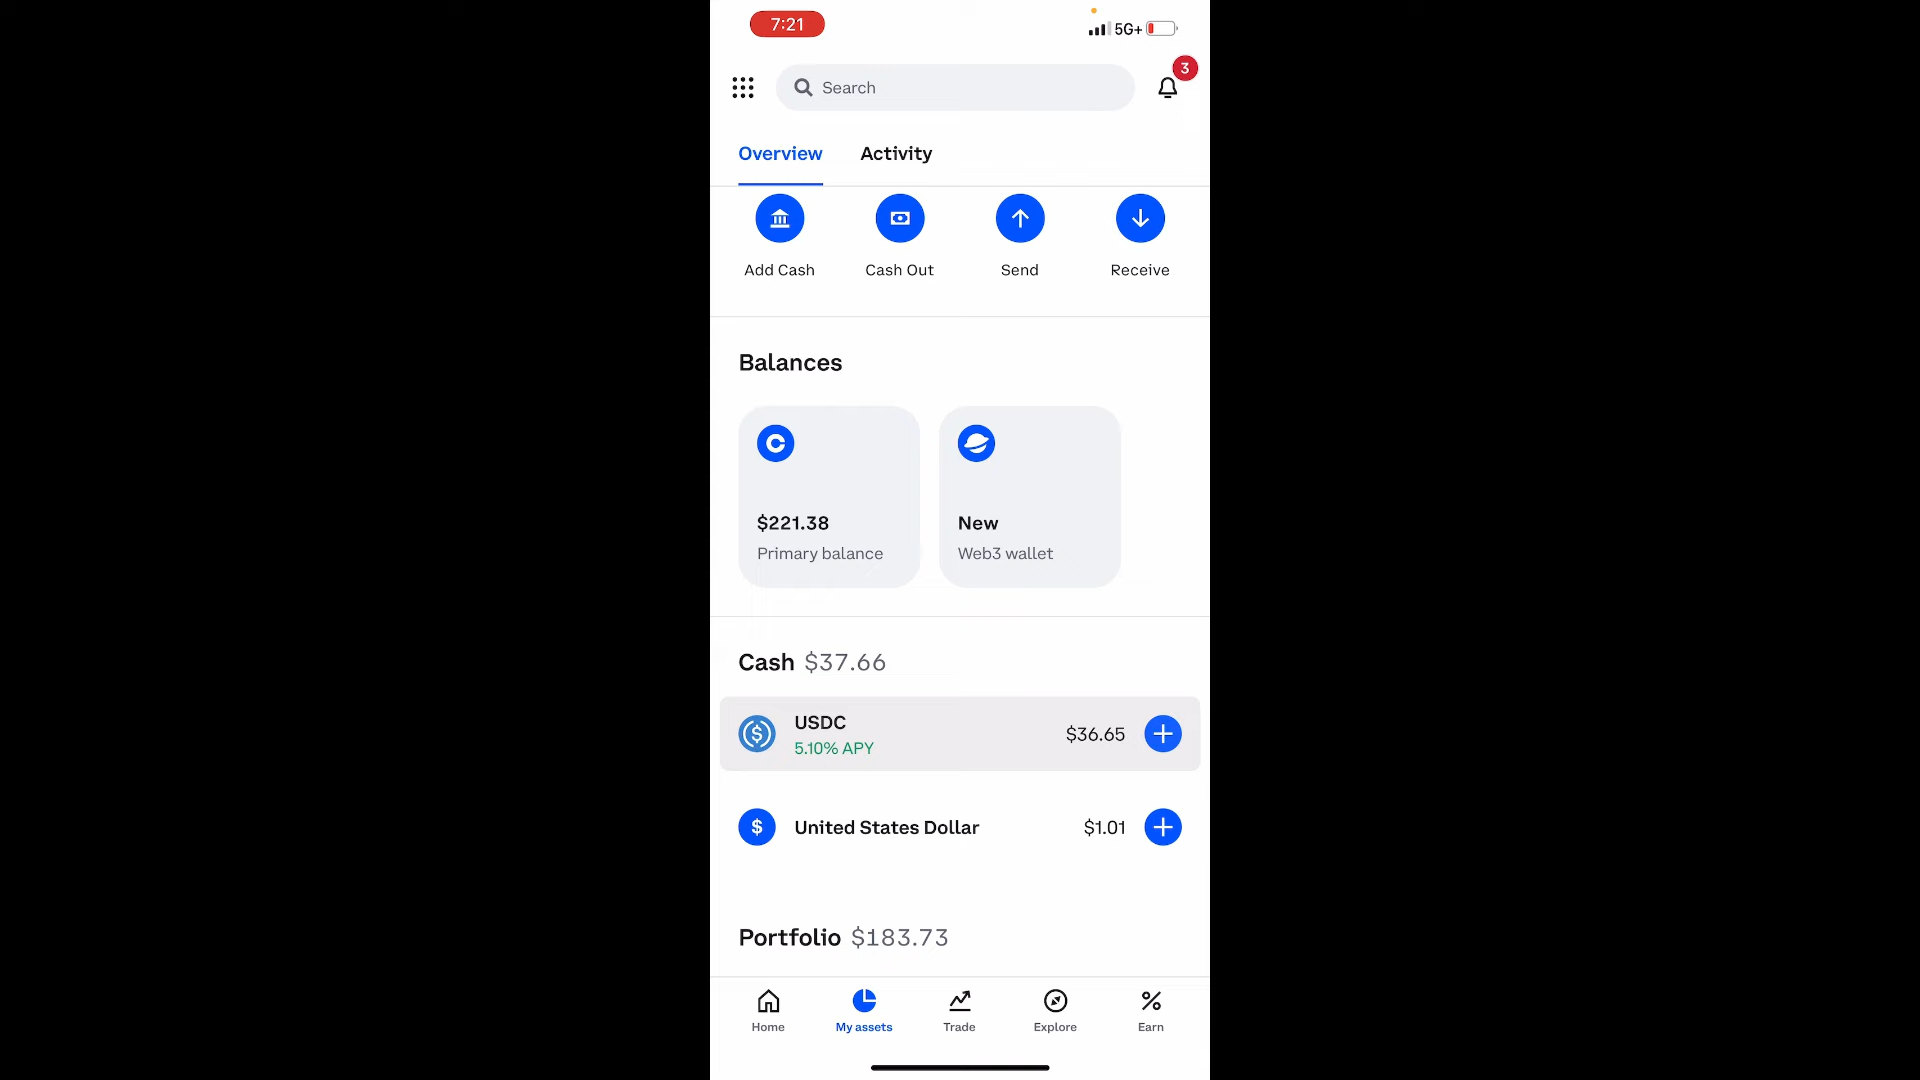 7:21
5G+
Search
3
Overview Activity
Add Cash Cash Out Send Receive
Balances
$221.38
Primary balance
New
Web3 wallet
Cash $37.66
USDC
5.10% APY
$36.65
United States Dollar $1.01
Portfolio $183.73
Home My assets Trade Explore Earn